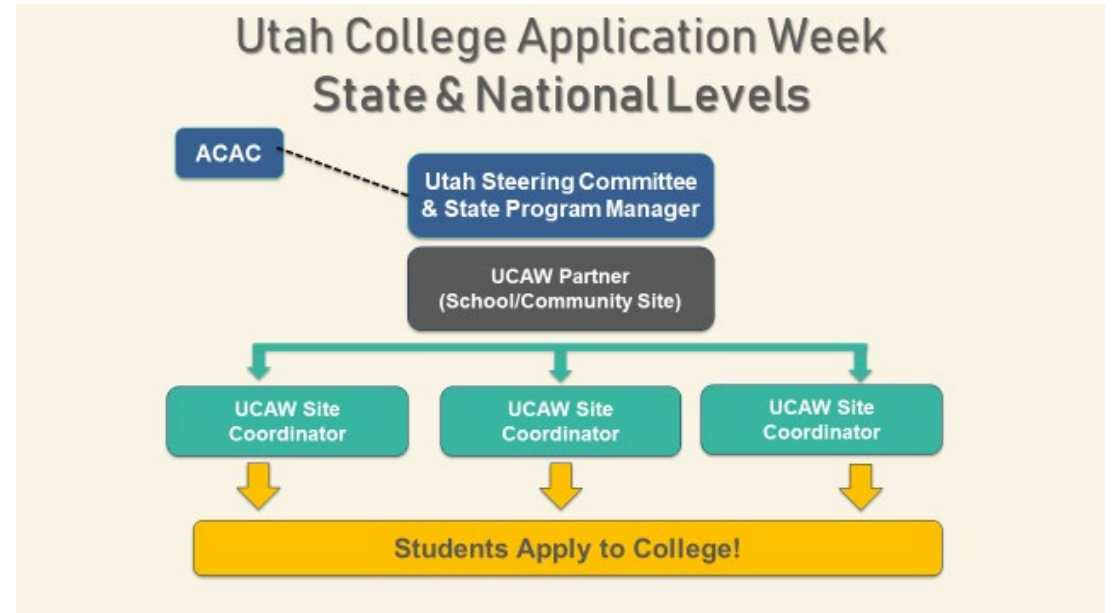 Utah College Application Week
State & National Levels
ACAC
Utah Steering Committee
& State Program Manager
UCAW Partner
(School/Community Site)
UCAW Site
Coordinator
UCAW Site
Coordinator
UCAW Site
Coordinator
Students Apply to College!